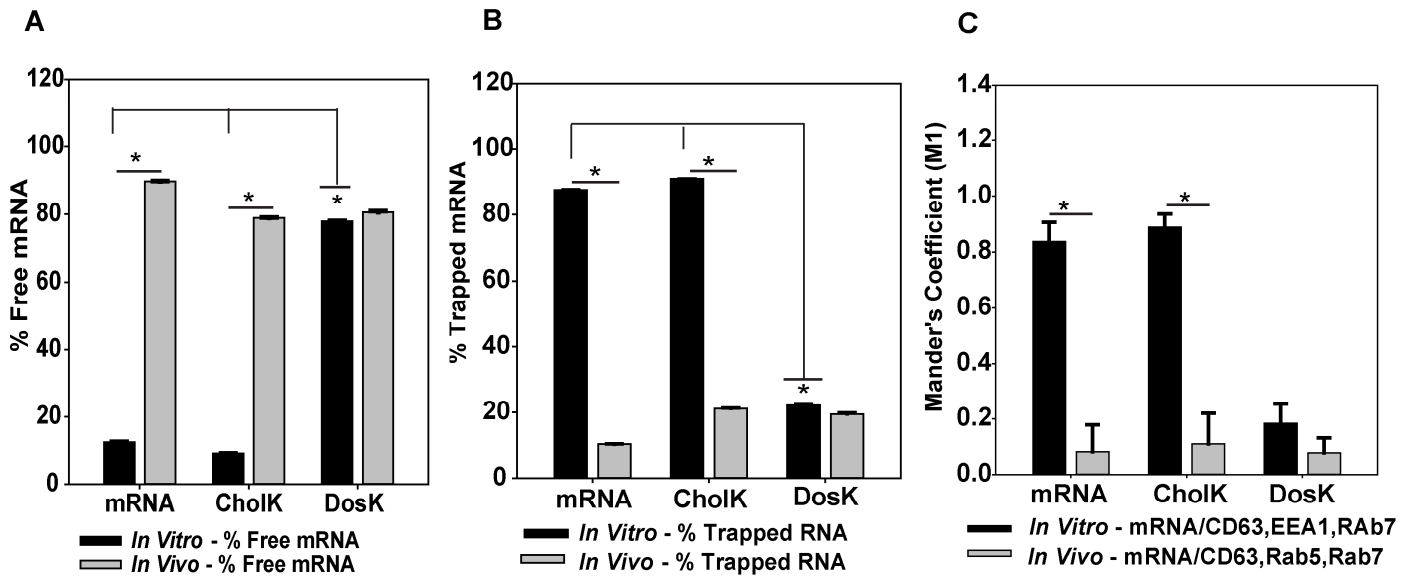 A
% Free mRNA
120
100
80
60
40
20
0
*
*
*
mRNA
CholK
DosK
In Vitro - % Free mRNA
In Vivo - % Free mRNA
B
% Trapped mRNA
120
100
80
60
40
20
0
*
*
*
mRNA
CholK
DosK
In Vitro - % Trapped RNA
In Vivo - % Trapped RNA
C
Mander's Coefficient (M1)
1.4
1.2
1.0
0.8
0.6
0.4
0.2
0.0
*
*
mRNA
CholK
DosK
In Vitro - mRNA/CD63,EEA1,RAb7
In Vivo - mRNA/CD63,Rab5,Rab7